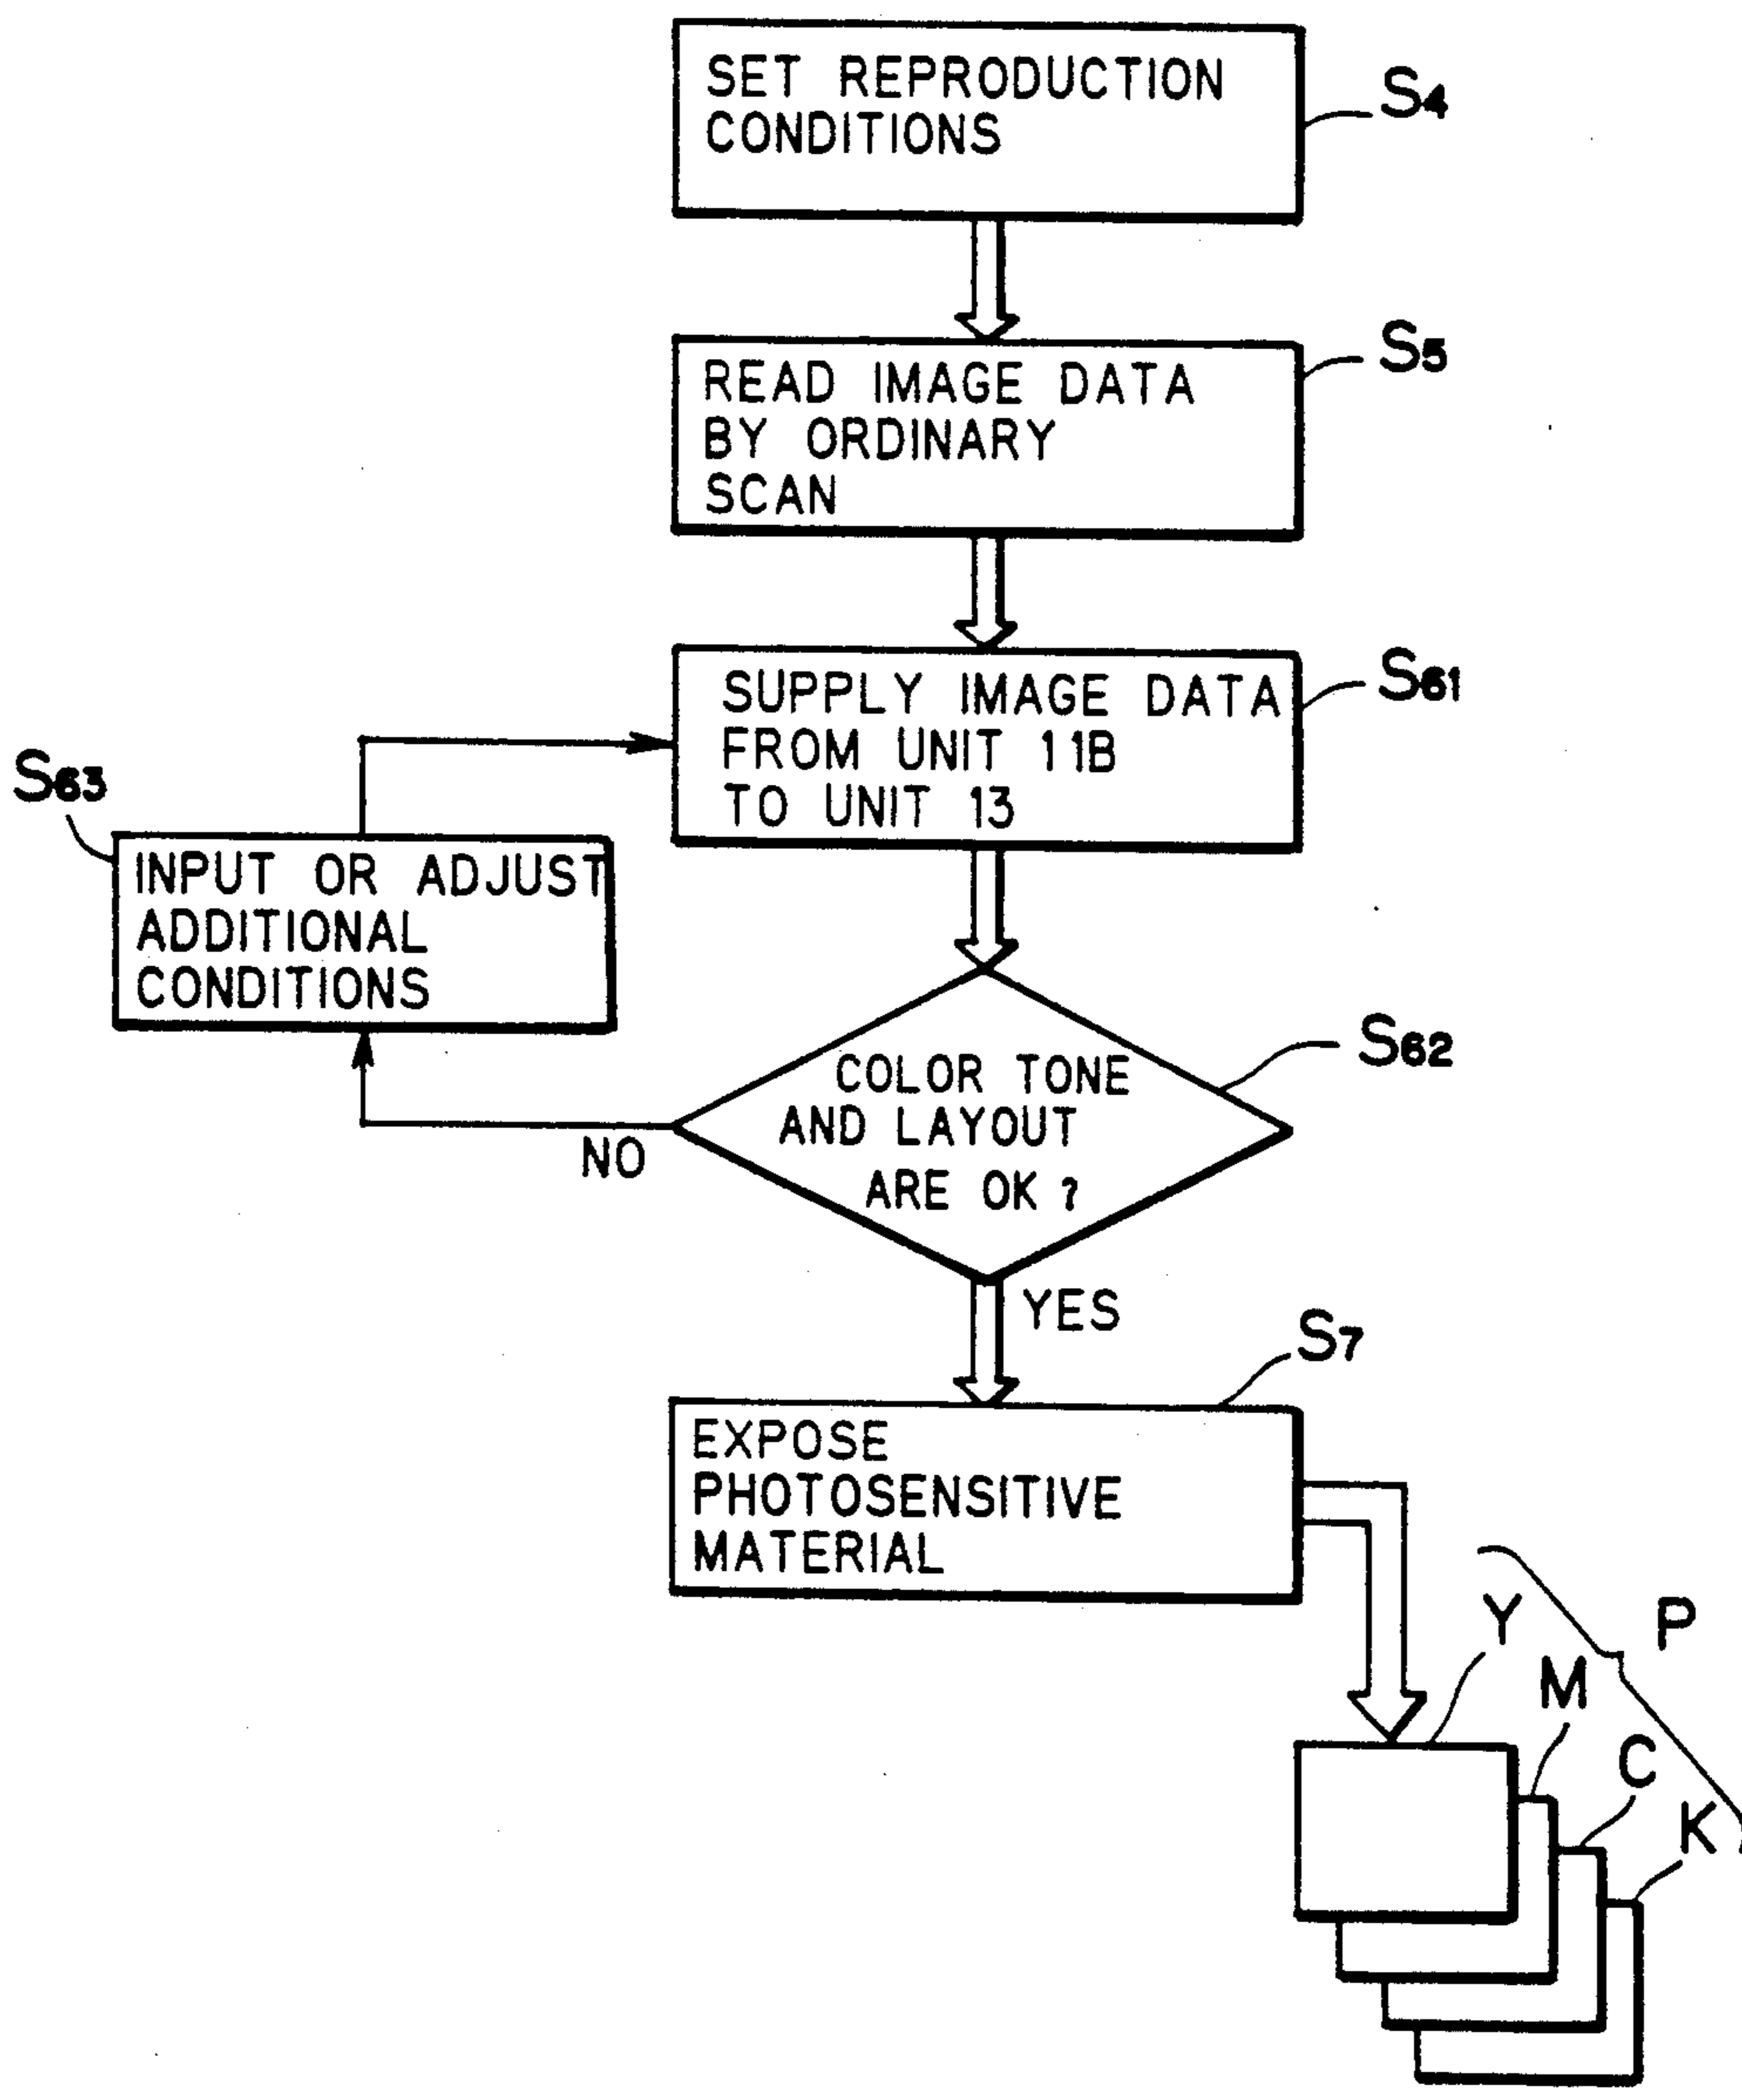 SET REPRODUCTION
CONDITIONS
S4
READ IMAGE DATA
BY ORDINARY
SCAN
S5
SUPPLY IMAGE DATA
FROM UNIT 11B
TO UNIT 13
S61
S63
INPUT OR ADJUST
ADDITIONAL
CONDITIONS
COLOR TONE
AND LAYOUT
ARE OK?
S62
NO
YES
S7
EXPOSE
PHOTOSENSITIVE
MATERIAL
Y
P
M
C
K